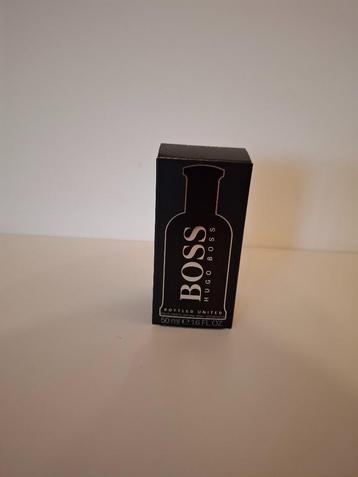 BOSS
HUGO BOSS
BOTTLED UNITED
50 ml ℮ 1.6 FL.OZ.